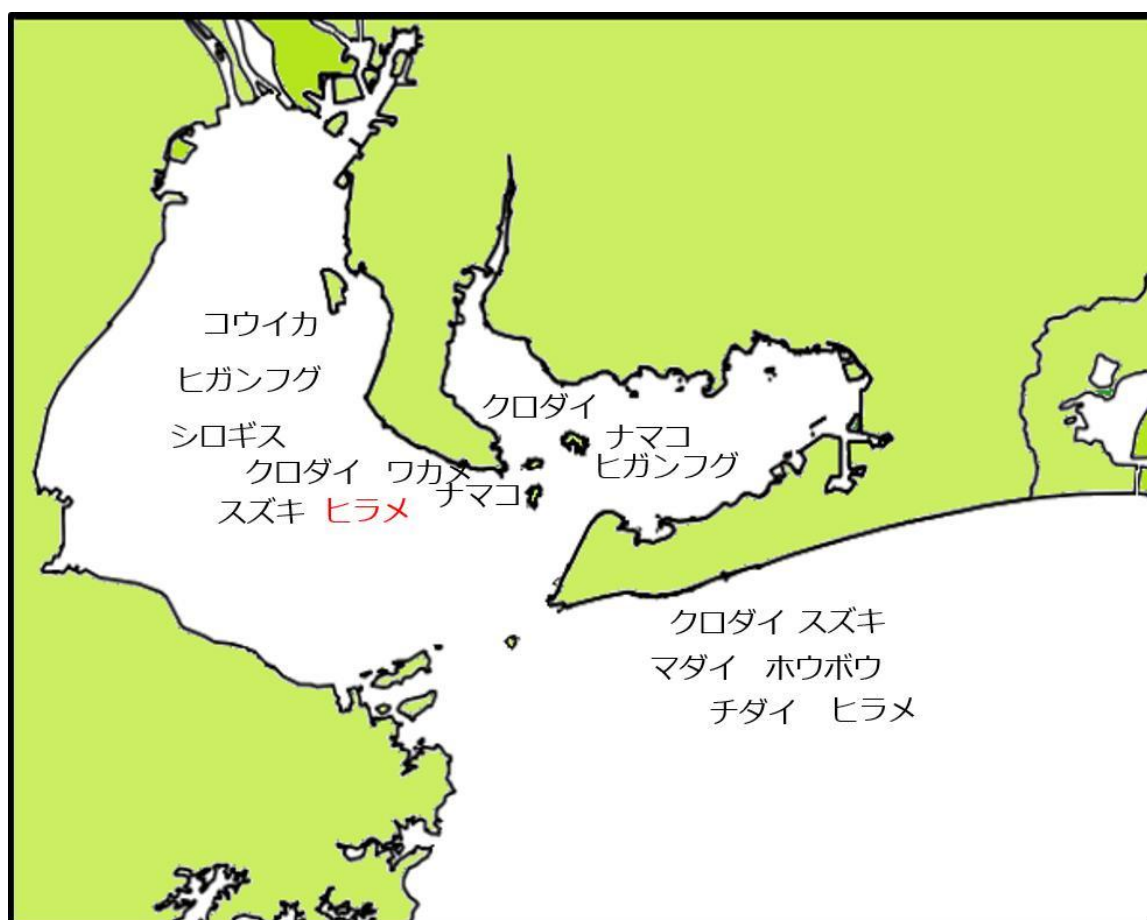 コウイカ
ヒガンフグ
シロギス
クロダイ　ワカメ
ナマコ
スズキ　ヒラメ
クロダイ
ナマコ
ヒガンフグ
クロダイ スズキ
マダイ　ホウボウ
チダイ　ヒラメ